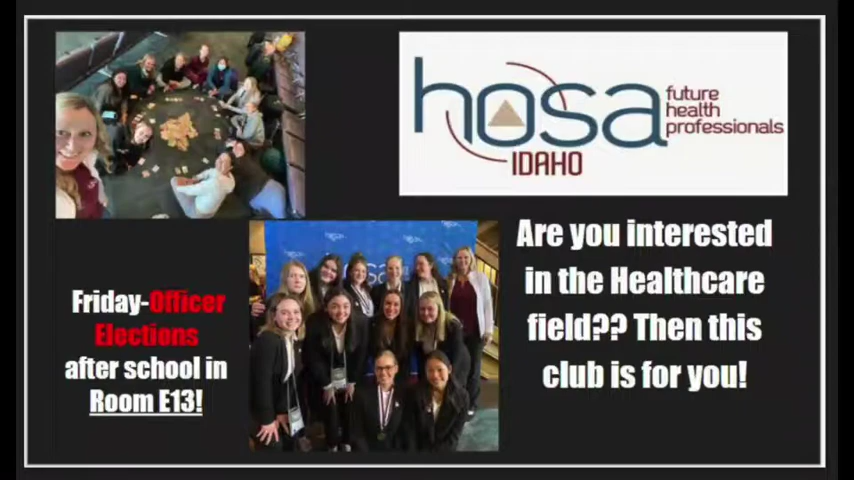 hosa
future
health
professionals
IDAHO
Are you interested
in the Healthcare
field?? Then this
club is for you!
Friday-Officer
Elections
after school in
Room E13!